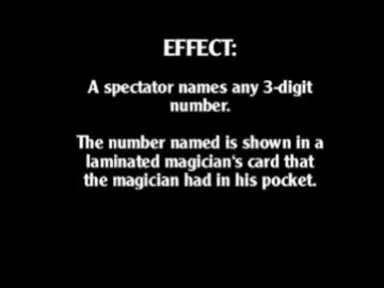 EFFECT:
A spectator names any 3-digit
number.
The number named is shown in a
laminated magician's card that
the magician had in his pocket.